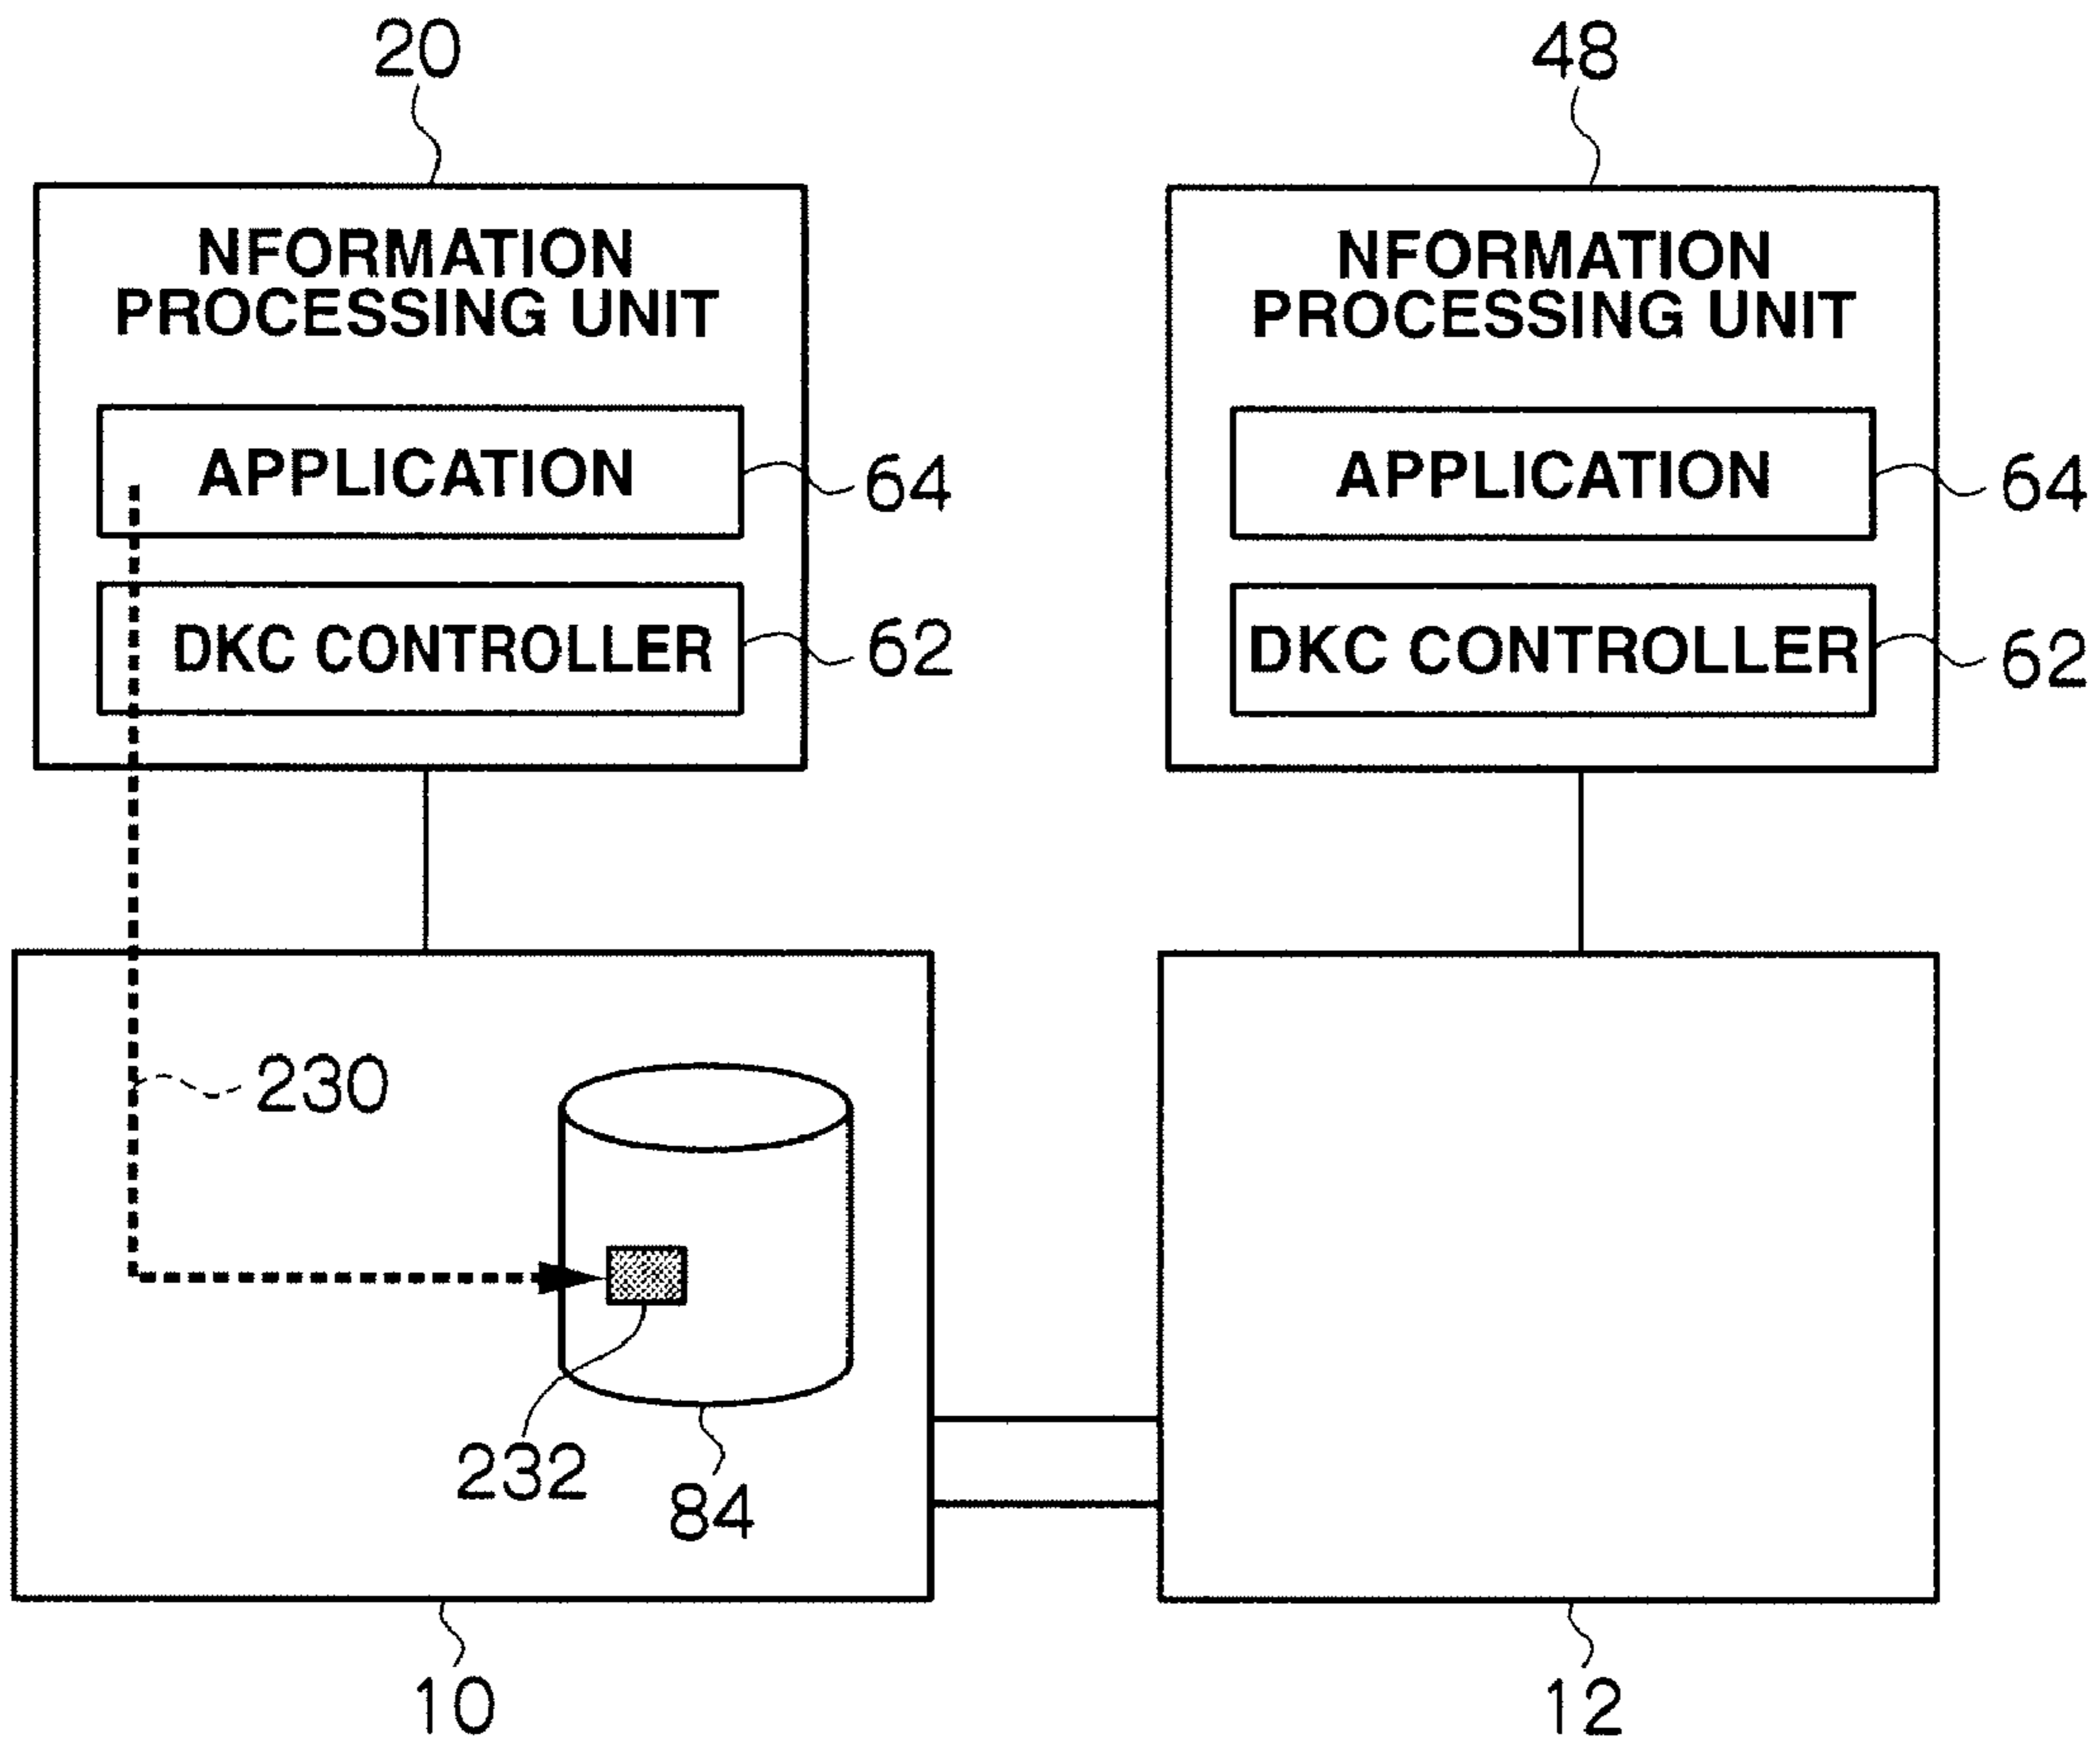 20
48
NFORMATION
PROCESSING UNIT
NFORMATION
PROCESSING UNIT
APPLICATION
64
APPLICATION
64
DKC CONTROLLER
62
DKC CONTROLLER
62
230
232
84
10
12